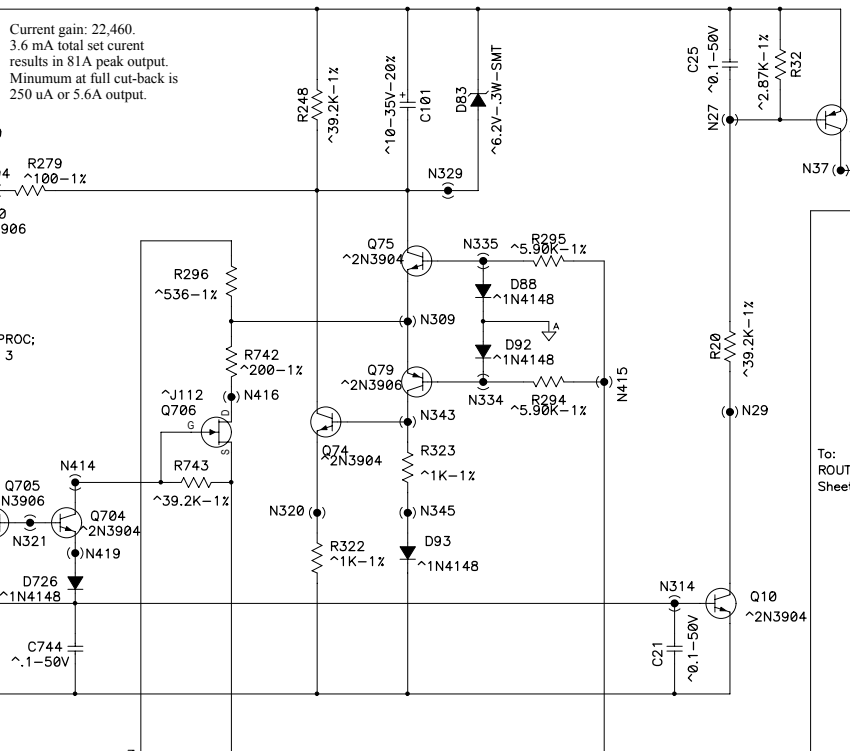 Current gain: 22,460.
3.6 mA total set curent
results in 81A peak output.
Minumum at full cut-back is
250 uA or 5.6A output.
R248
^39.2K-1%
^10-35V-20%
+
C101
D83
^6.2V-.3W-SMT
C25
^0.1-50V
^2.87K-1%
R32
N27
N37
R279
^100-1%
N329
906
Q75
^2N3904
N335
R295
^5.90K-1%
R296
^536-1%
D88
^1N4148
A
N309
PROC;
3
R742
^200-1%
D92
^1N4148
Q79
^2N3906
N334
R294
^5.90K-1%
N415
R20
^39.2K-1%
N29
^J112
Q706
N416
D
G
S
N343
Q74
^2N3904
R323
^1K-1%
To:
ROUT
Sheet
N414
R743
^39.2K-1%
Q705
N3906
N321
Q704
^2N3904
N419
N320
N345
R322
^1K-1%
D93
^1N4148
D726
^1N4148
N314
Q10
^2N3904
C744
^.1-50V
C21
^0.1-50V